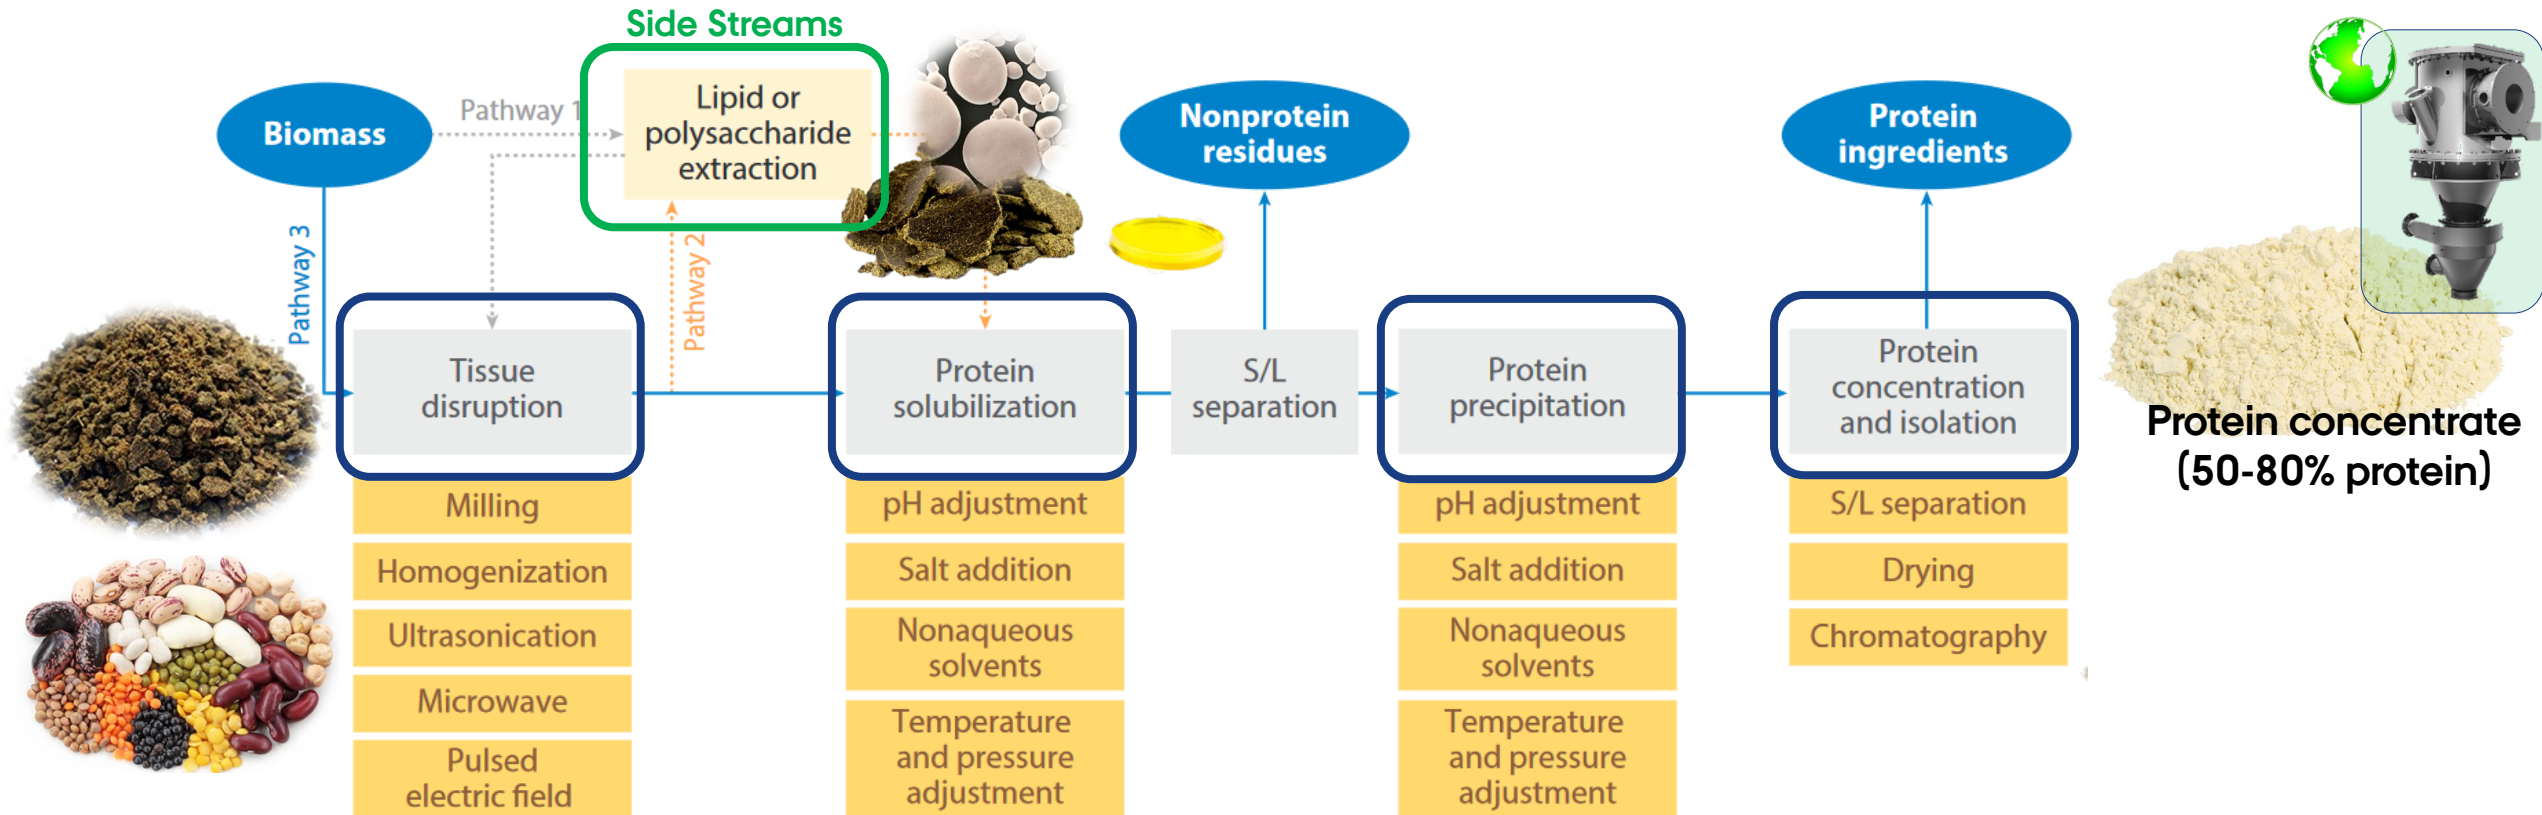 Side Streams
Biomass
Pathway 1
Lipid or
polysaccharide
extraction
Nonprotein
residues
Protein
ingredients
Pathway 3
Pathway 2
Tissue
disruption
Protein
solubilization
S/L
separation
Protein
precipitation
Protein
concentration
and isolation
Protein concentrate
(50-80% protein)
Milling
Homogenization
Ultrasonication
Microwave
Pulsed
electric field
pH adjustment
Salt addition
Nonaqueous
solvents
Temperature
and pressure
adjustment
pH adjustment
Salt addition
Nonaqueous
solvents
Temperature
and pressure
adjustment
S/L separation
Drying
Chromatography